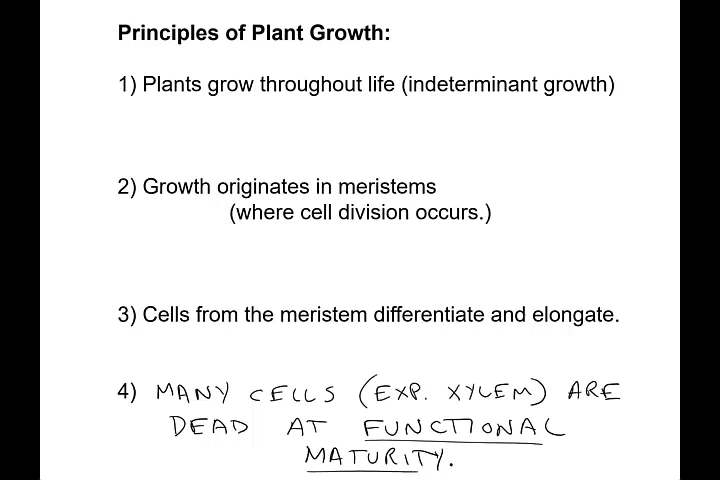 Principles of Plant Growth:
1) Plants grow throughout life (indeterminant growth)
2) Growth originates in meristems
(where cell division occurs.)
3) Cells from the meristem differentiate and elongate.
4) MANY CELLS (EXP. XYLEM) ARE
DEAD AT FUNCTIONAL
MATURITY.